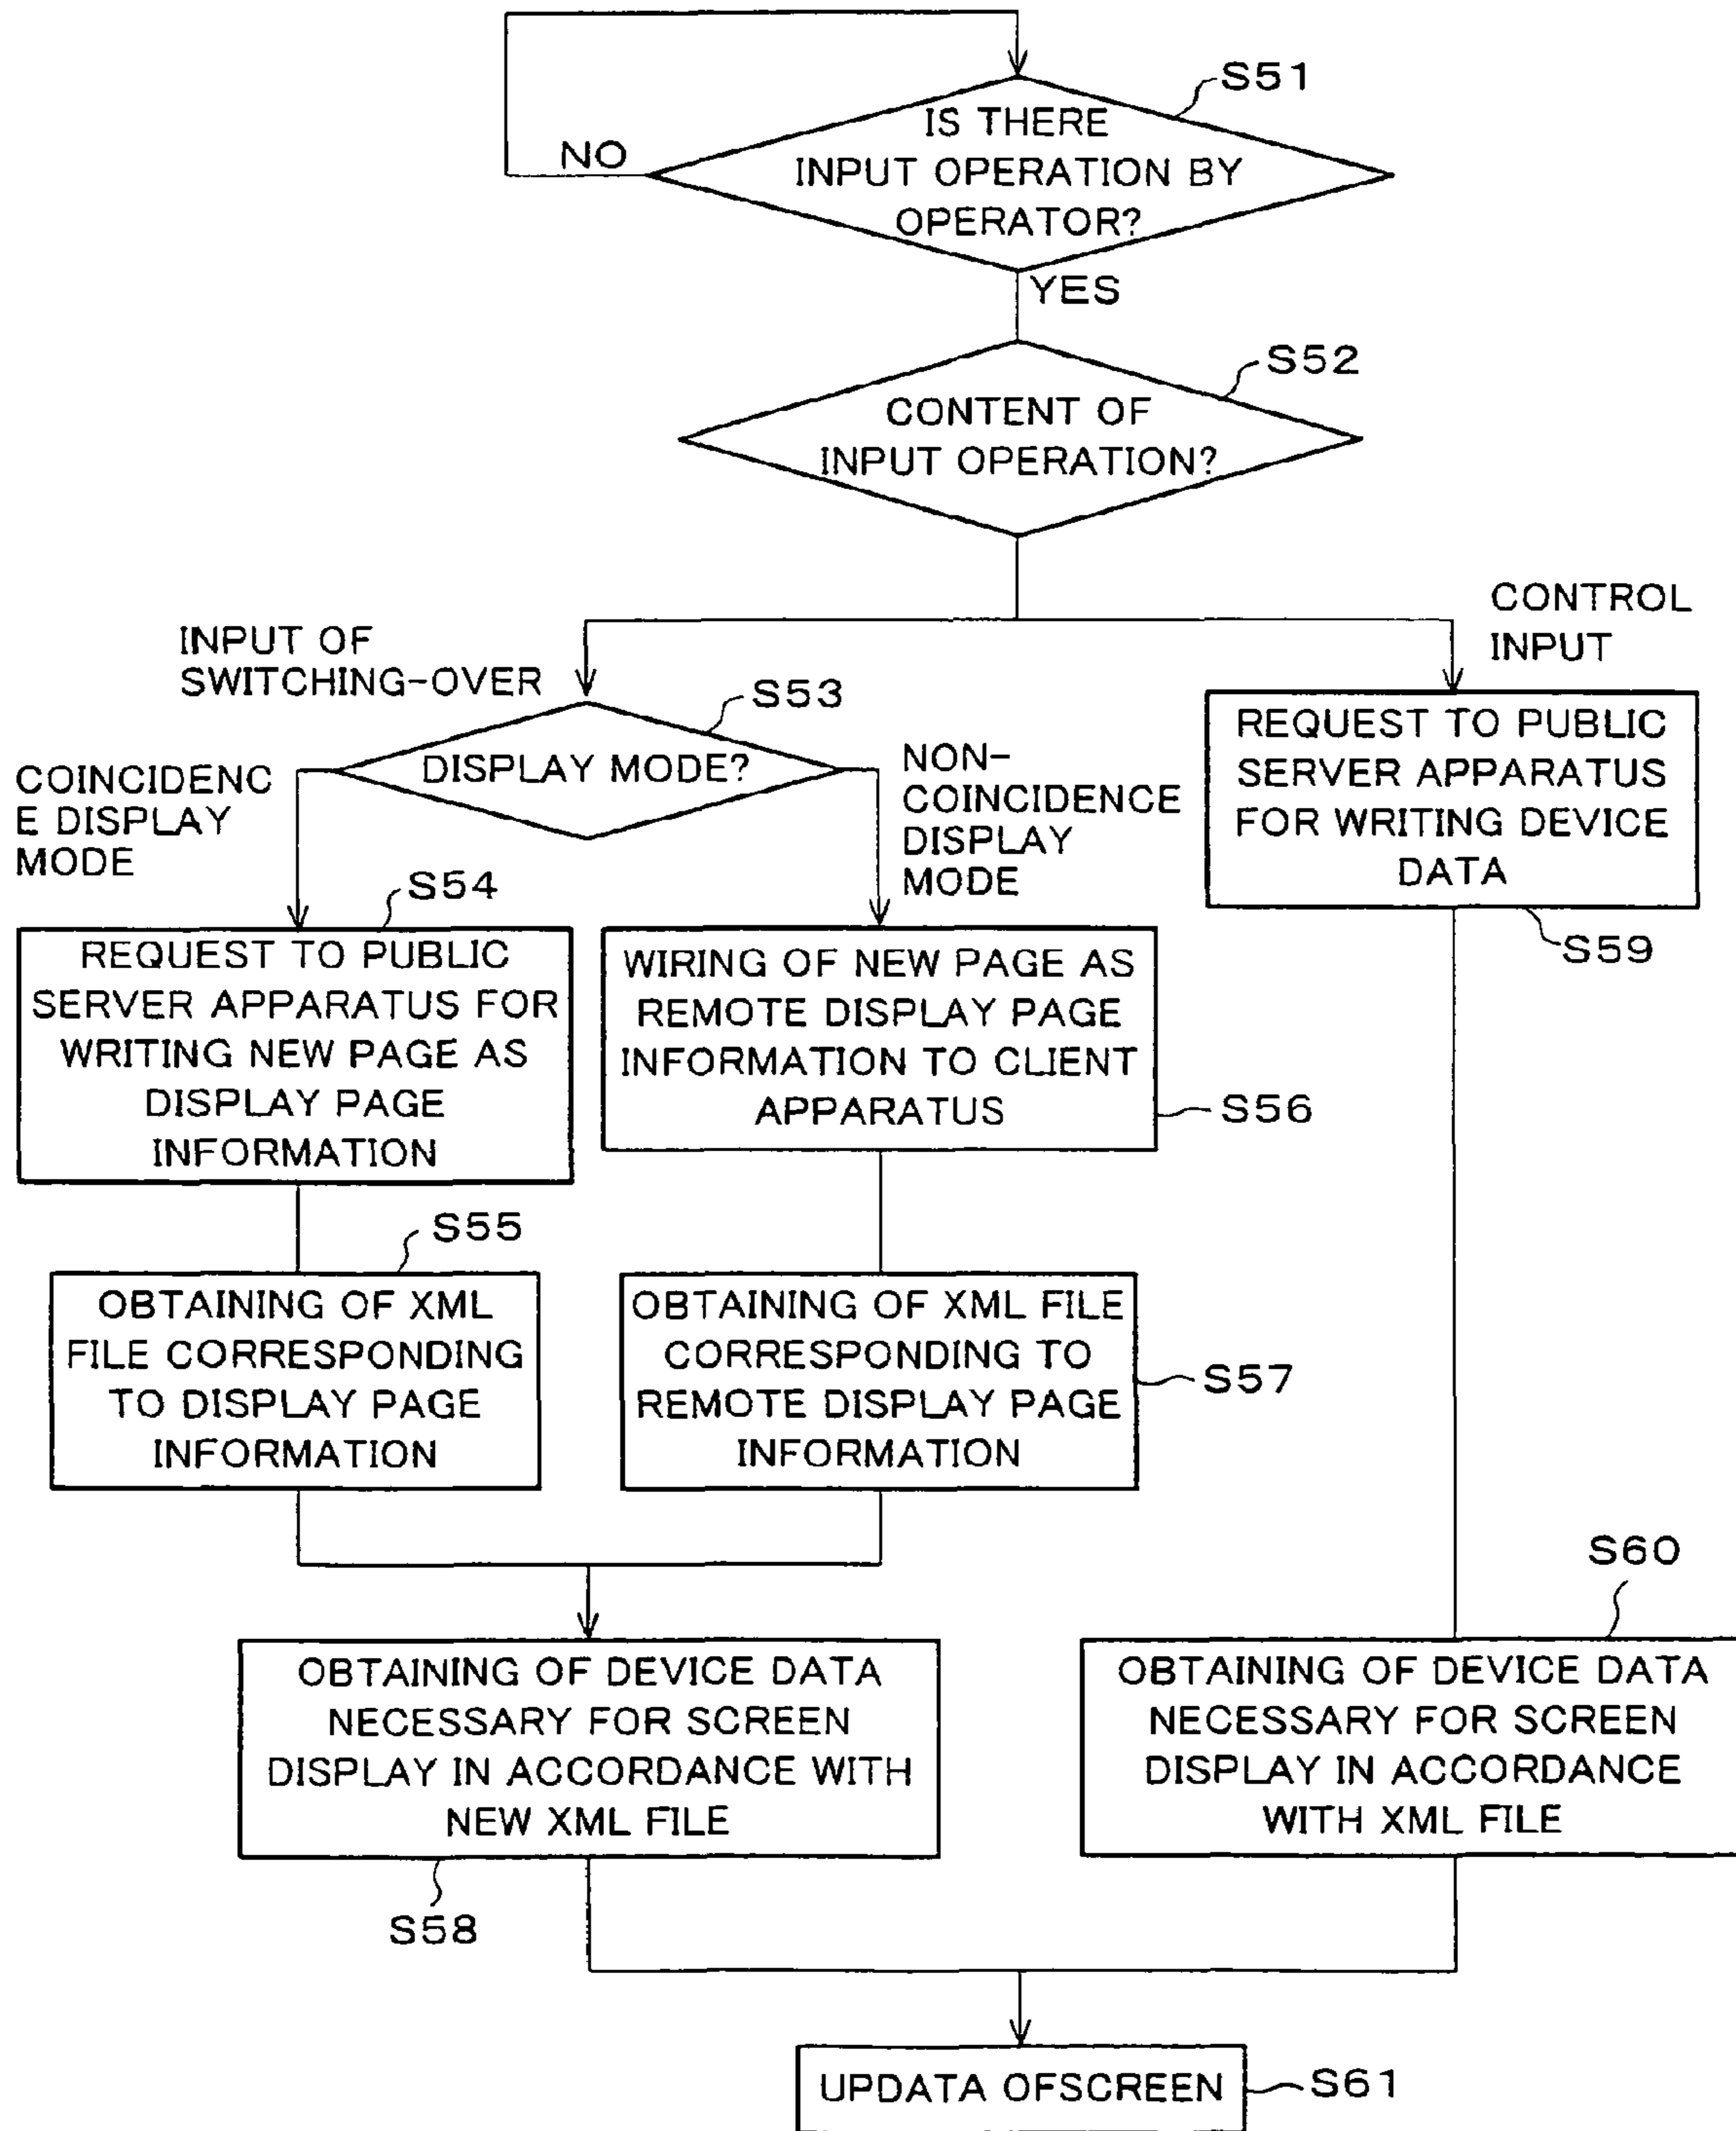 S51
IS THERE
INPUT OPERATION BY
OPERATOR?
NO
YES
S52
CONTENT OF
INPUT OPERATION?
INPUT OF
SWITCHING-OVER
CONTROL
INPUT
S53
DISPLAY MODE?
COINCIDENC
E DISPLAY
MODE
NON-
COINCIDENCE
DISPLAY
MODE
REQUEST TO PUBLIC
SERVER APPARATUS
FOR WRITING DEVICE
DATA
S59
S54
REQUEST TO PUBLIC
SERVER APPARATUS FOR
WRITING NEW PAGE AS
DISPLAY PAGE
INFORMATION
WIRING OF NEW PAGE AS
REMOTE DISPLAY PAGE
INFORMATION TO CLIENT
APPARATUS
S56
S55
OBTAINING OF XML
FILE CORRESPONDING
TO DISPLAY PAGE
INFORMATION
OBTAINING OF XML FILE
CORRESPONDING TO
REMOTE DISPLAY PAGE
INFORMATION
S57
S60
OBTAINING OF DEVICE DATA
NECESSARY FOR SCREEN
DISPLAY IN ACCORDANCE WITH
NEW XML FILE
S58
OBTAINING OF DEVICE DATA
NECESSARY FOR SCREEN
DISPLAY IN ACCORDANCE
WITH XML FILE
UPDATA OFSCREEN
S61